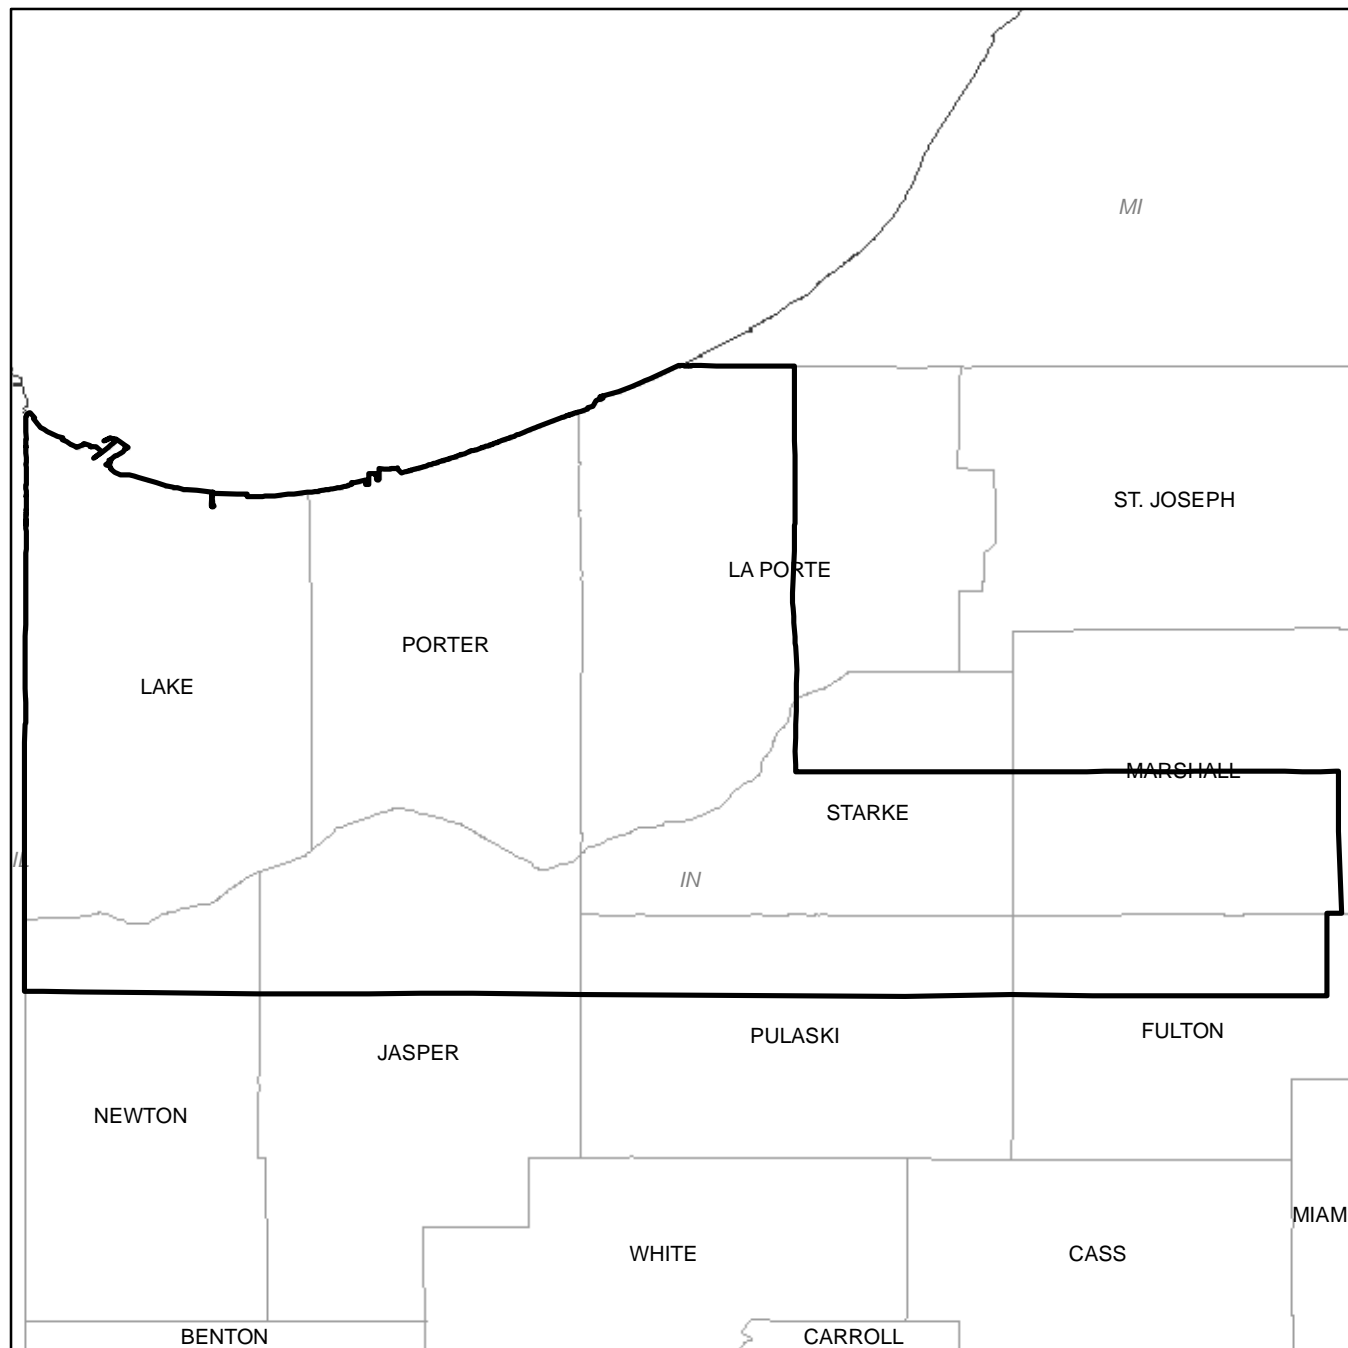 MI
ST. JOSEPH
LA PORTE
PORTER
LAKE
MARSHALL
STARKE
IL
IN
FULTON
PULASKI
JASPER
NEWTON
MIAM
WHITE
CASS
BENTON
CARROLL